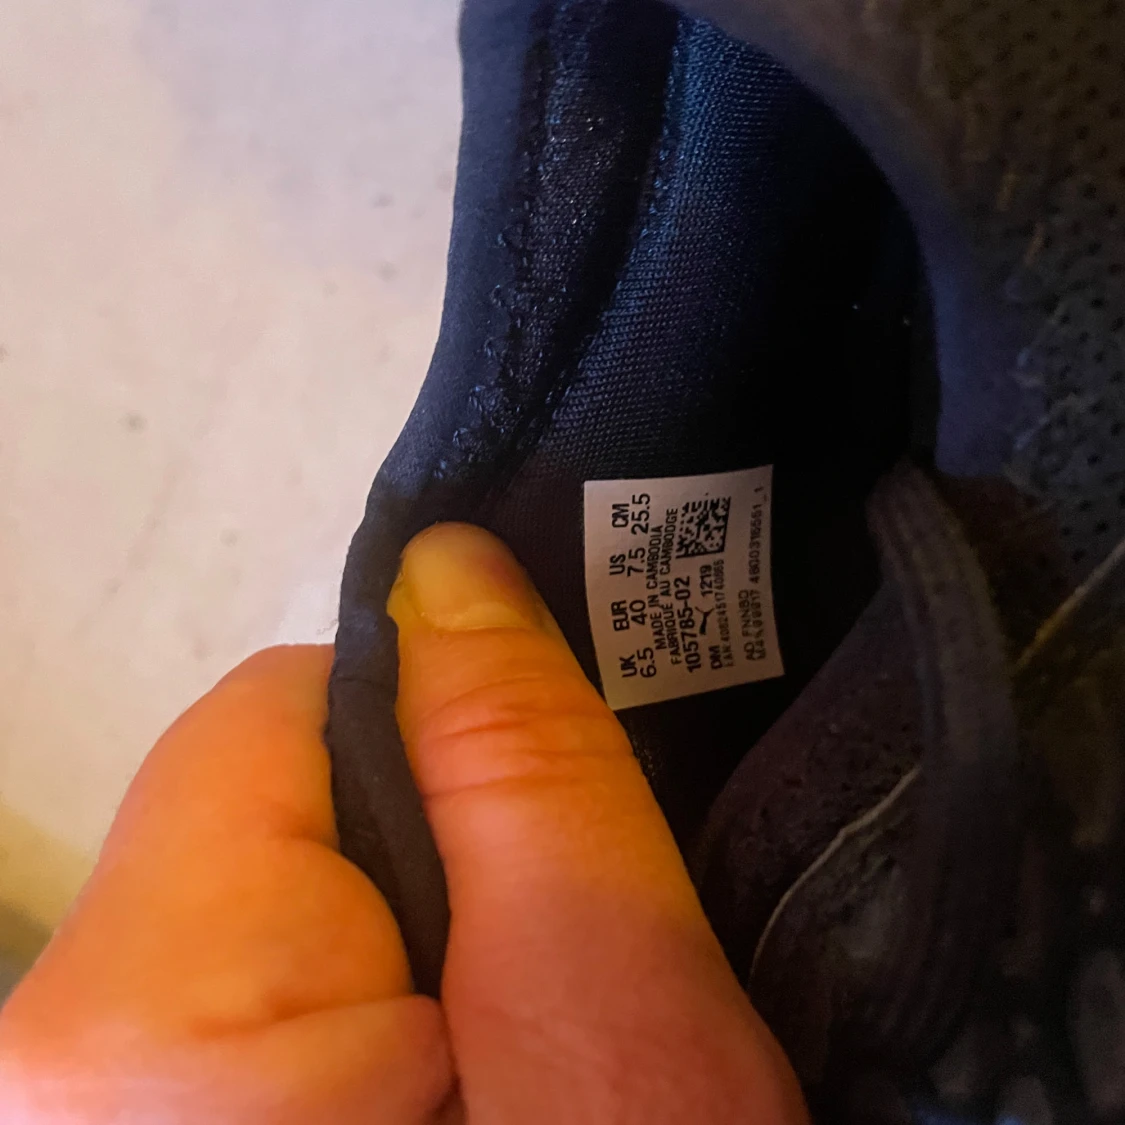 UK EUR US CM
6.5 40 7.5 25.5
MADE IN CAMBODIA
FABRIQUÉ AU CAMBODGE
105785-02
DM 1219